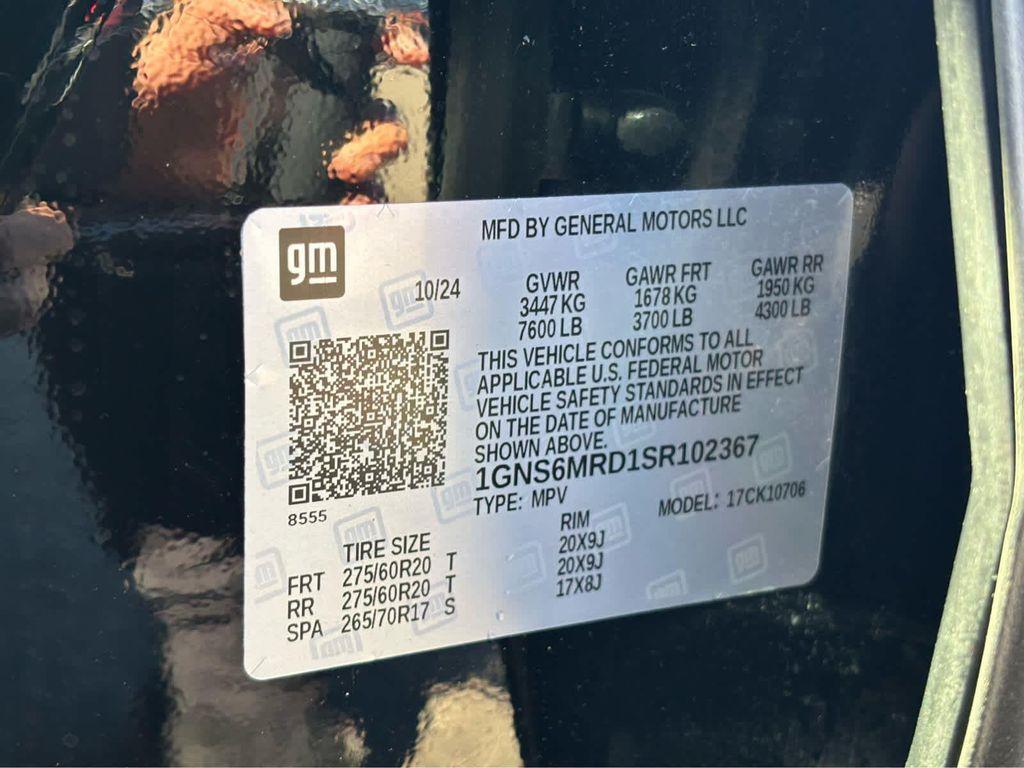 MFD BY GENERAL MOTORS LLC
gm
10/24
GVWR GAWR FRT GAWR RR
3447 KG 1678 KG 1950 KG
7600 LB 3700 LB 4300 LB
THIS VEHICLE CONFORMS TO ALL
APPLICABLE U.S. FEDERAL MOTOR
VEHICLE SAFETY STANDARDS IN EFFECT
ON THE DATE OF MANUFACTURE
SHOWN ABOVE.
1GNS6MRD1SR102367
TYPE: MPV MODEL: 17CK10706
8555
TIRE SIZE RIM
FRT 275/60R20 T 20X9J
RR 275/60R20 T 20X9J
SPA 265/70R17 S 17X8J